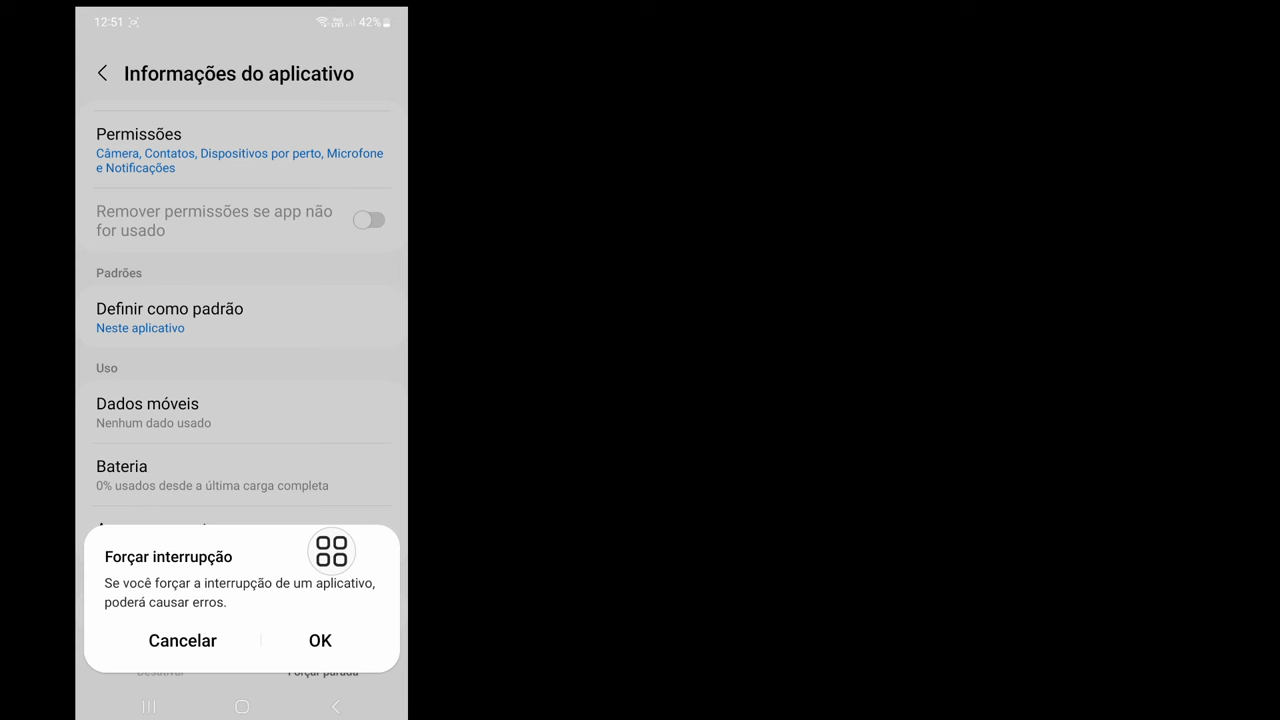 12:51
42%
Informações do aplicativo
Permissões
Câmera, Contatos, Dispositivos por perto, Microfone
e Notificações
Remover permissões se app não
for usado
Padrões
Definir como padrão
Neste aplicativo
Uso
Dados móveis
Nenhum dado usado
Bateria
0% usados desde a última carga completa
Forçar interrupção
Se você forçar a interrupção de um aplicativo,
poderá causar erros.
Cancelar
OK
Desativar
Forçar parada